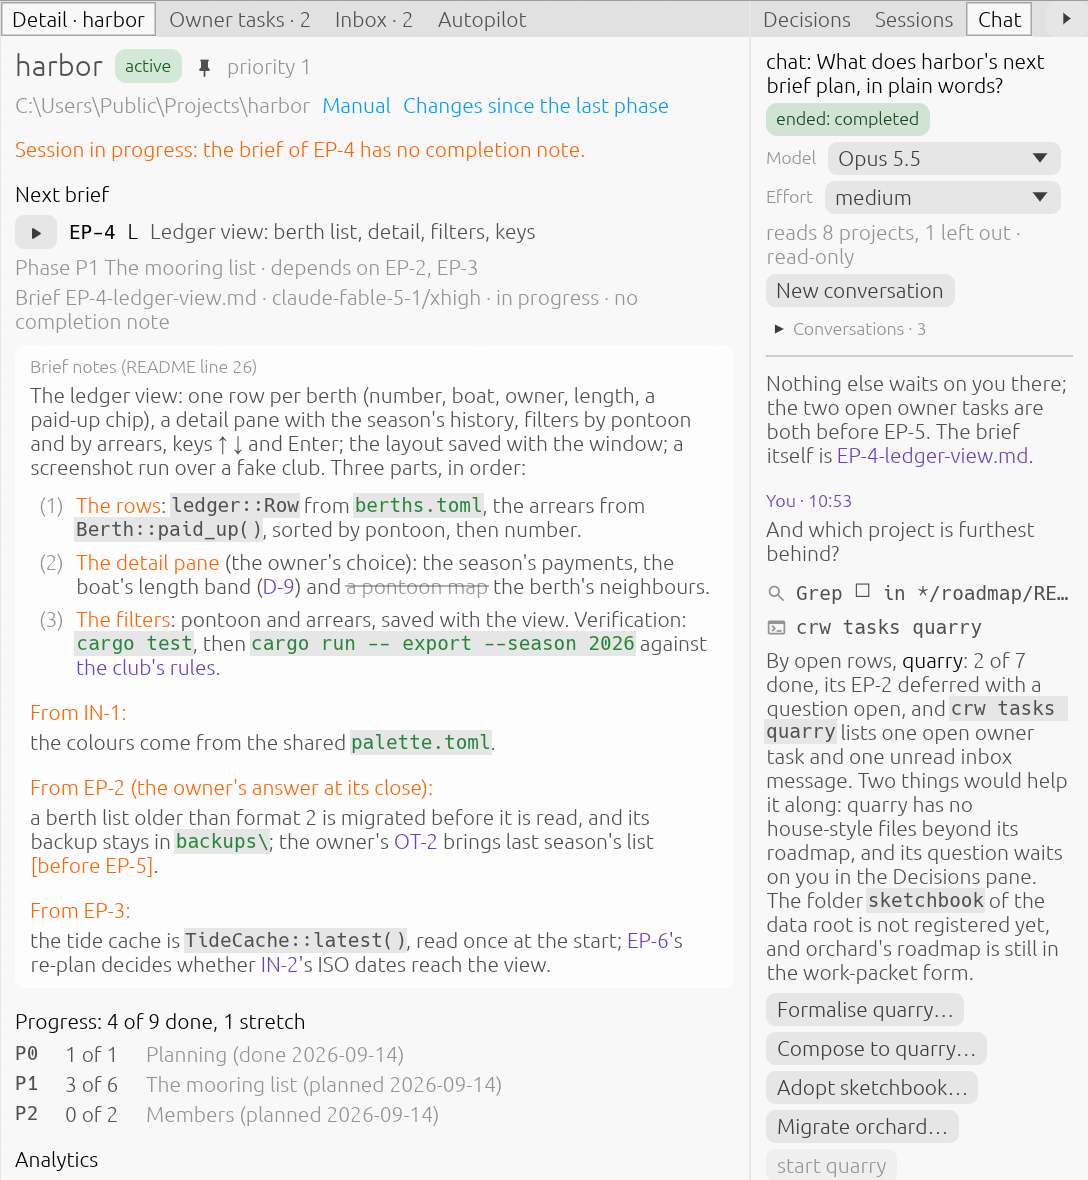 Detail · harbor
Owner tasks · 2
Inbox · 2
Autopilot
harbor
active
priority 1
C:\Users\Public\Projects\harbor
Manual
Changes since the last phase
Session in progress: the brief of EP-4 has no completion note.
Next brief
EP-4 L Ledger view: berth list, detail, filters, keys
Phase P1 The mooring list · depends on EP-2, EP-3
Brief EP-4-ledger-view.md · claude-fable-5-1/xhigh · in progress · no
completion note
Brief notes (README line 26)
The ledger view: one row per berth (number, boat, owner, length, a
paid-up chip), a detail pane with the season's history, filters by pontoon
and by arrears, keys ↑↓ and Enter; the layout saved with the window; a
screenshot run over a fake club. Three parts, in order:
(1) The rows: ledger::Row from berths.toml, the arrears from
Berth::paid_up(), sorted by pontoon, then number.
(2) The detail pane (the owner's choice): the season's payments, the
boat's length band (D-9) and a pontoon map the berth's neighbours.
(3) The filters: pontoon and arrears, saved with the view. Verification:
cargo test, then cargo run -- export --season 2026 against
the club's rules.
From IN-1:
the colours come from the shared palette.toml.
From EP-2 (the owner's answer at its close):
a berth list older than format 2 is migrated before it is read, and its
backup stays in backups\; the owner's OT-2 brings last season's list
[before EP-5].
From EP-3:
the tide cache is TideCache::latest(), read once at the start; EP-6's
re-plan decides whether IN-2's ISO dates reach the view.
Progress: 4 of 9 done, 1 stretch
P0 1 of 1 Planning (done 2026-09-14)
P1 3 of 6 The mooring list (planned 2026-09-14)
P2 0 of 2 Members (planned 2026-09-14)
Analytics
Decisions
Sessions
Chat
chat: What does harbor's next
brief plan, in plain words?
ended: completed
Model Opus 5.5
Effort medium
reads 8 projects, 1 left out ·
read-only
New conversation
Conversations · 3
Nothing else waits on you there;
the two open owner tasks are
both before EP-5. The brief
itself is EP-4-ledger-view.md.
You · 10:53
And which project is furthest
behind?
Grep ☐ in */roadmap/RE…
crw tasks quarry
By open rows, quarry: 2 of 7
done, its EP-2 deferred with a
question open, and crw tasks
quarry lists one open owner
task and one unread inbox
message. Two things would help
it along: quarry has no
house-style files beyond its
roadmap, and its question waits
on you in the Decisions pane.
The folder sketchbook of the
data root is not registered yet,
and orchard's roadmap is still in
the work-packet form.
Formalise quarry…
Compose to quarry…
Adopt sketchbook…
Migrate orchard…
start quarry